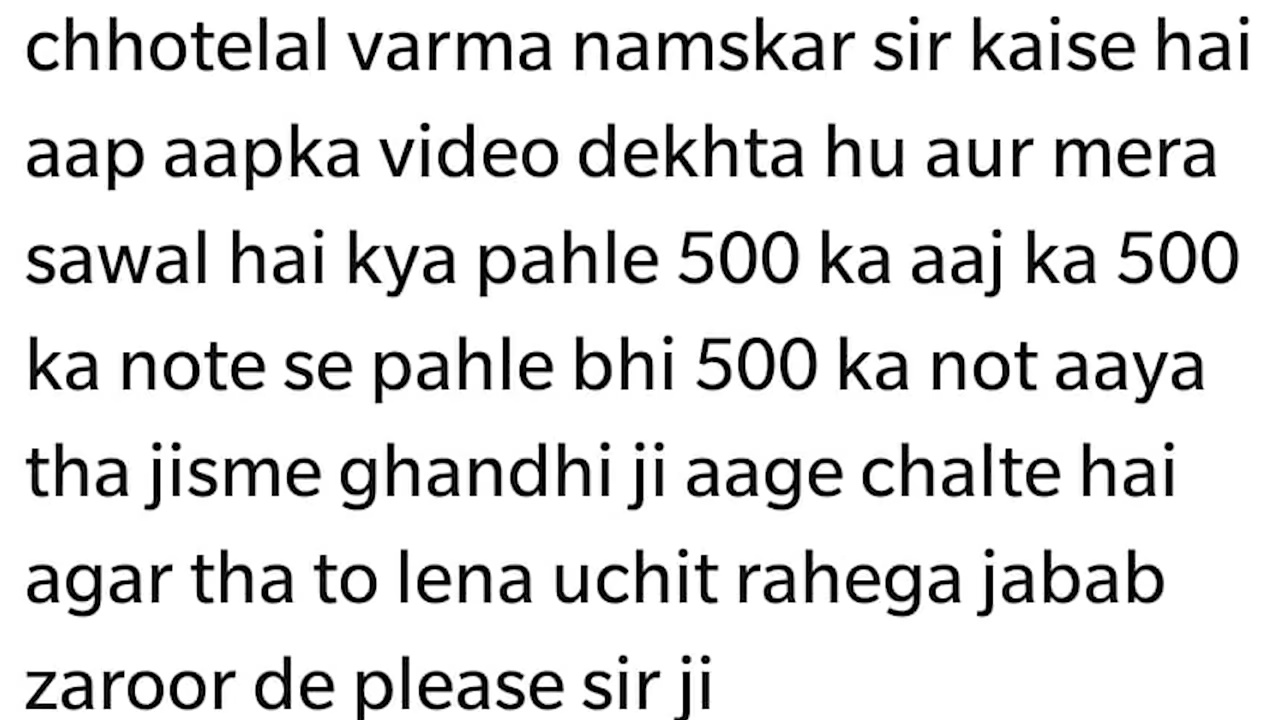 chhotelal varma namskar sir kaise hai
aap aapka video dekhta hu aur mera
sawal hai kya pahle 500 ka aaj ka 500
ka note se pahle bhi 500 ka not aaya
tha jisme ghandhi ji aage chalte hai
agar tha to lena uchit rahega jabab
zaroor de please sir ji